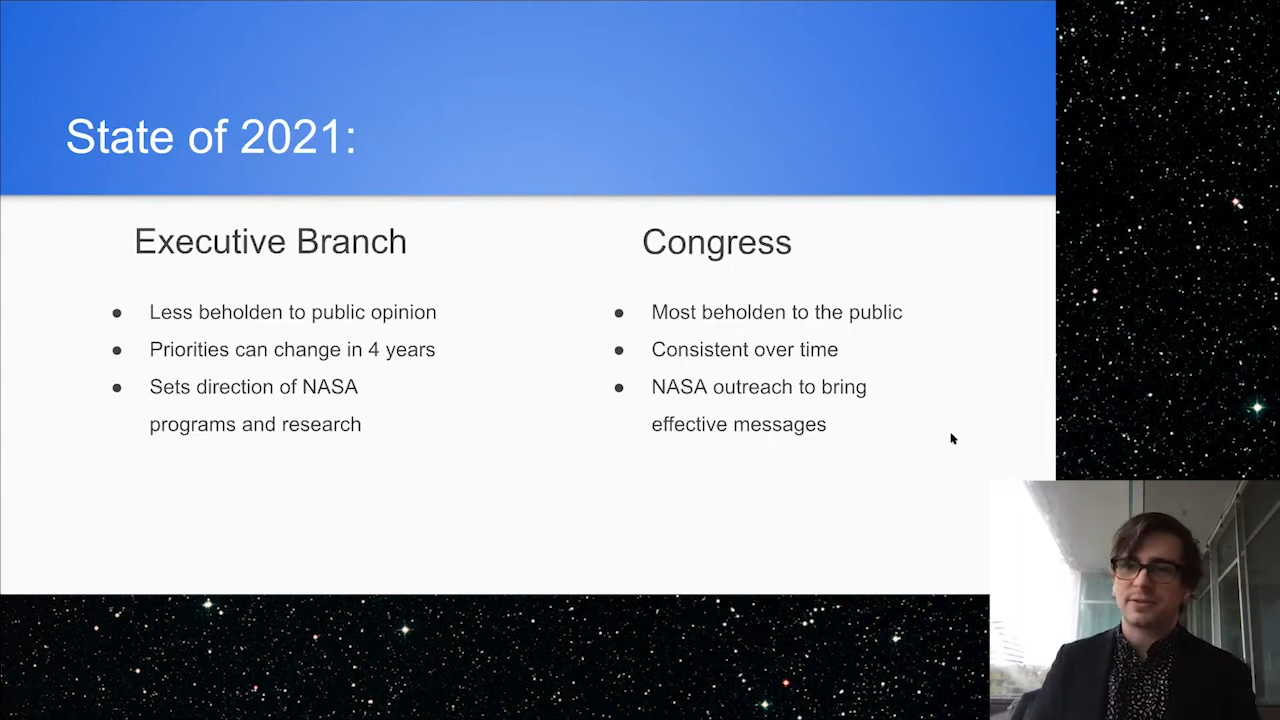 State of 2021:
Executive Branch
Less beholden to public opinion
Priorities can change in 4 years
Sets direction of NASA
programs and research
Congress
Most beholden to the public
Consistent over time
NASA outreach to bring
effective messages